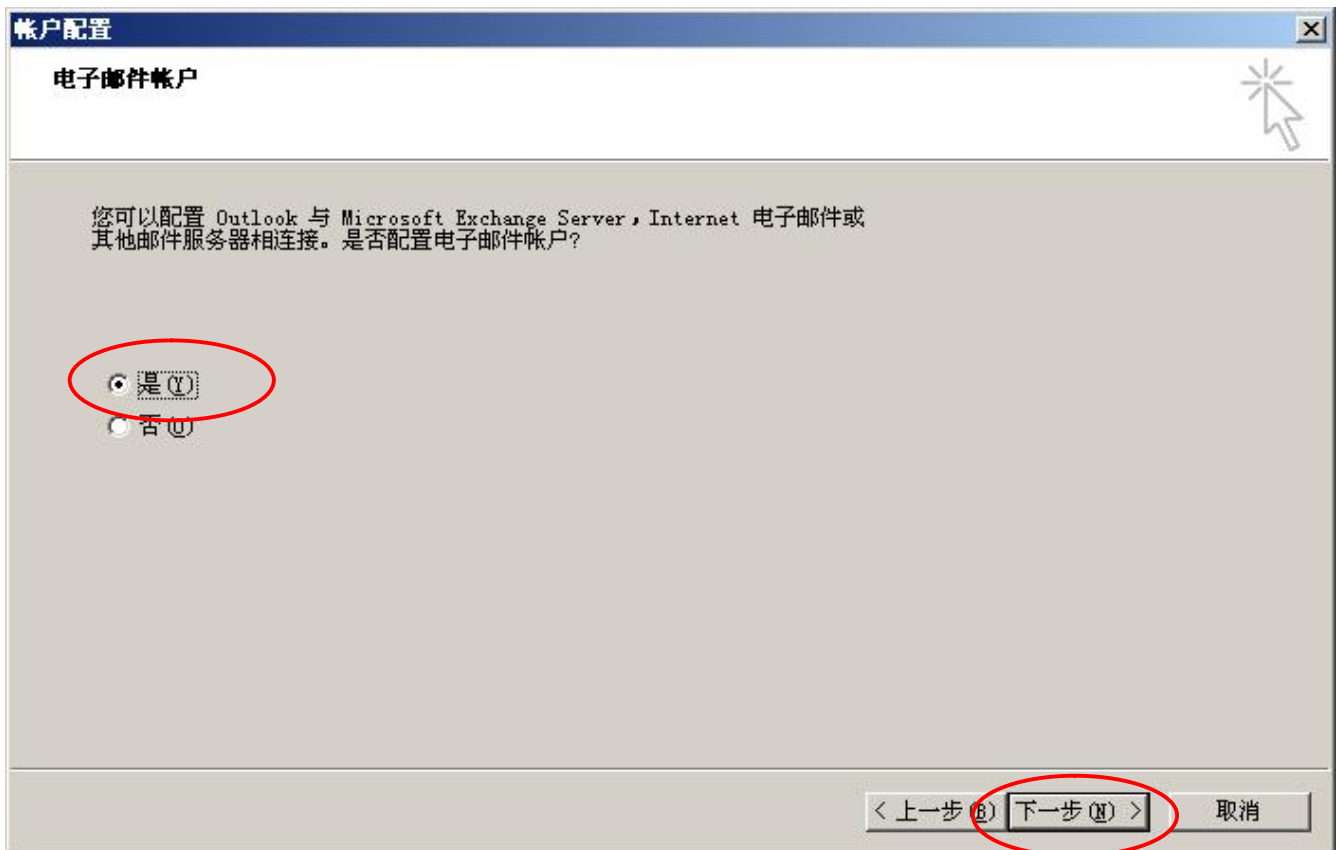 帐户配置
电子邮件帐户
您可以配置 Outlook 与 Microsoft Exchange Server，Internet 电子邮件或
其他邮件服务器相连接。是否配置电子邮件帐户?
是(Y)
否(U)
< 上一步(B) 下一步(N) > 取消